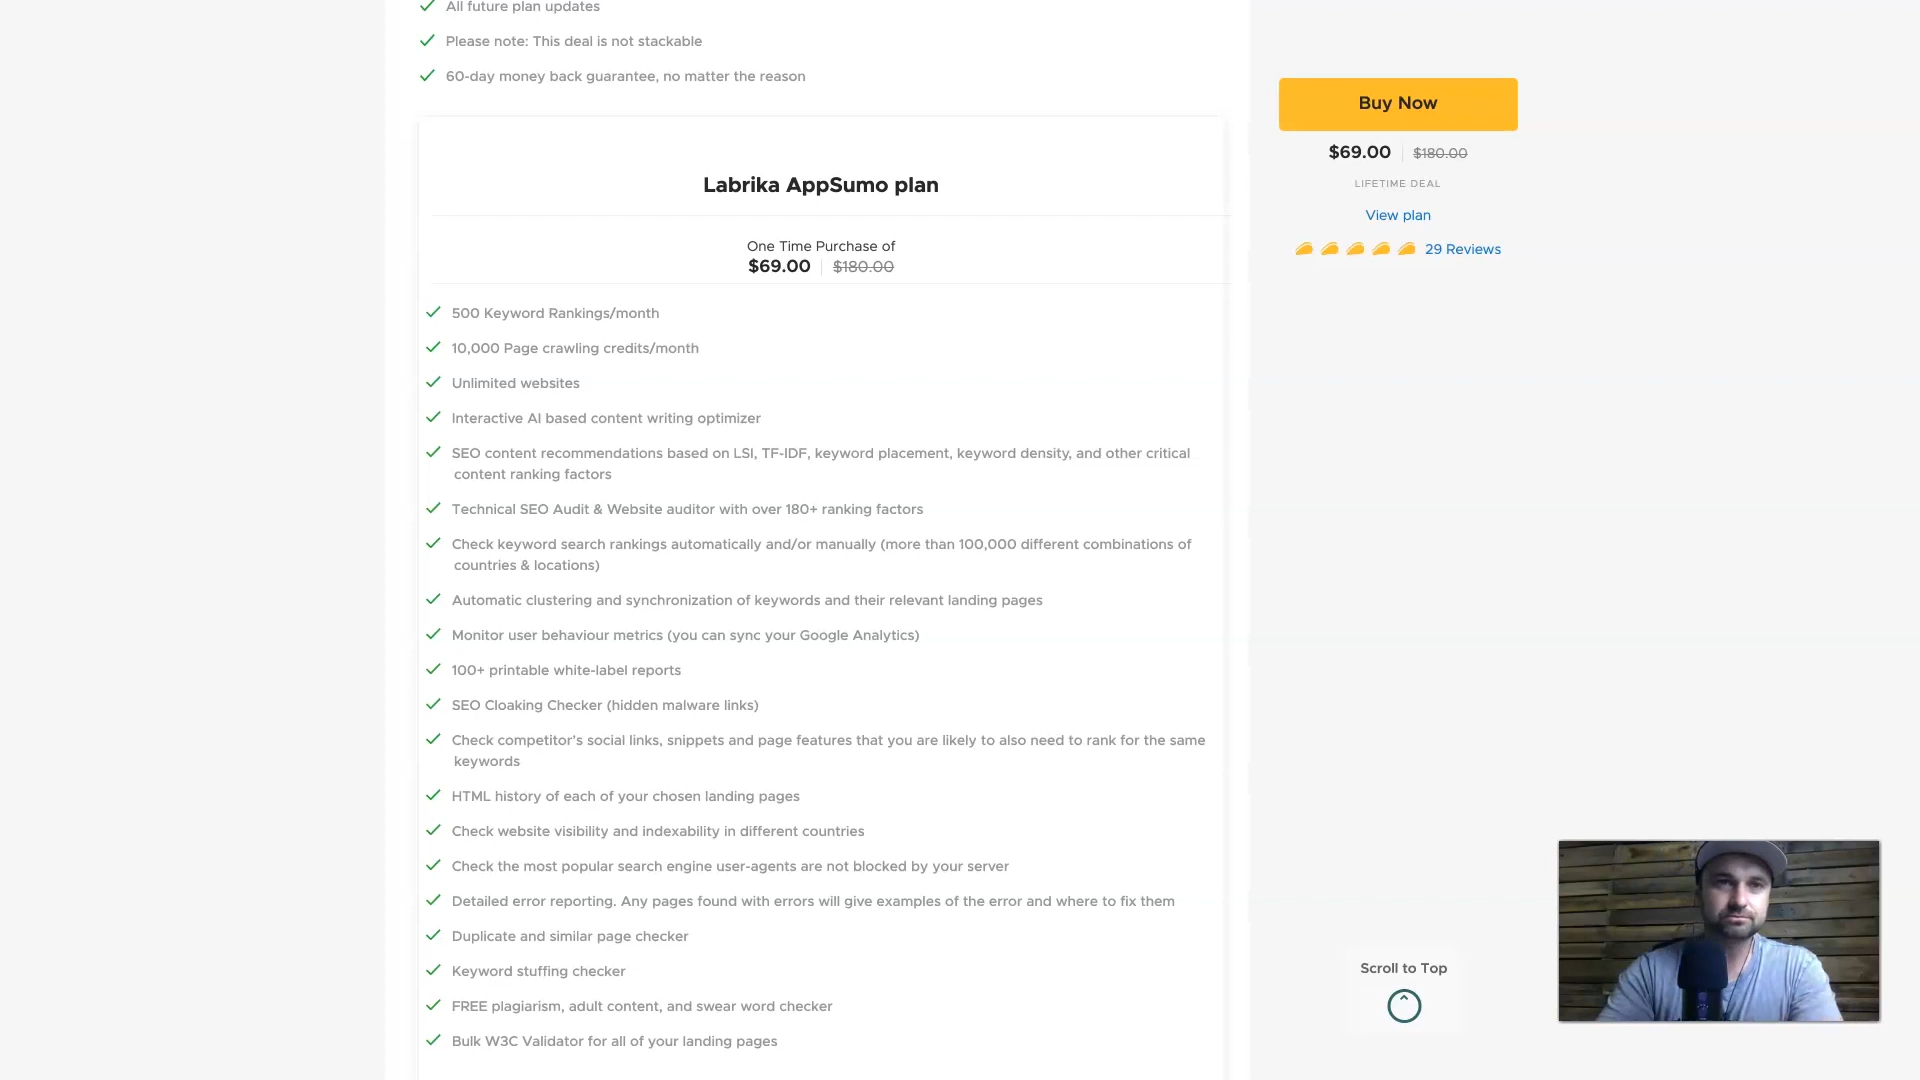 All future plan updates
Please note: This deal is not stackable
60-day money back guarantee, no matter the reason
Labrika AppSumo plan
One Time Purchase of
$69.00 $180.00
500 Keyword Rankings/month
10,000 Page crawling credits/month
Unlimited websites
Interactive AI based content writing optimizer
SEO content recommendations based on LSI, TF-IDF, keyword placement, keyword density, and other critical
content ranking factors
Technical SEO Audit & Website auditor with over 180+ ranking factors
Check keyword search rankings automatically and/or manually (more than 100,000 different combinations of
countries & locations)
Automatic clustering and synchronization of keywords and their relevant landing pages
Monitor user behaviour metrics (you can sync your Google Analytics)
100+ printable white-label reports
SEO Cloaking Checker (hidden malware links)
Check competitor's social links, snippets and page features that you are likely to also need to rank for the same
keywords
HTML history of each of your chosen landing pages
Check website visibility and indexability in different countries
Check the most popular search engine user-agents are not blocked by your server
Detailed error reporting. Any pages found with errors will give examples of the error and where to fix them
Duplicate and similar page checker
Keyword stuffing checker
FREE plagiarism, adult content, and swear word checker
Bulk W3C Validator for all of your landing pages
Buy Now
$69.00 $180.00
LIFETIME DEAL
View plan
29 Reviews
Scroll to Top